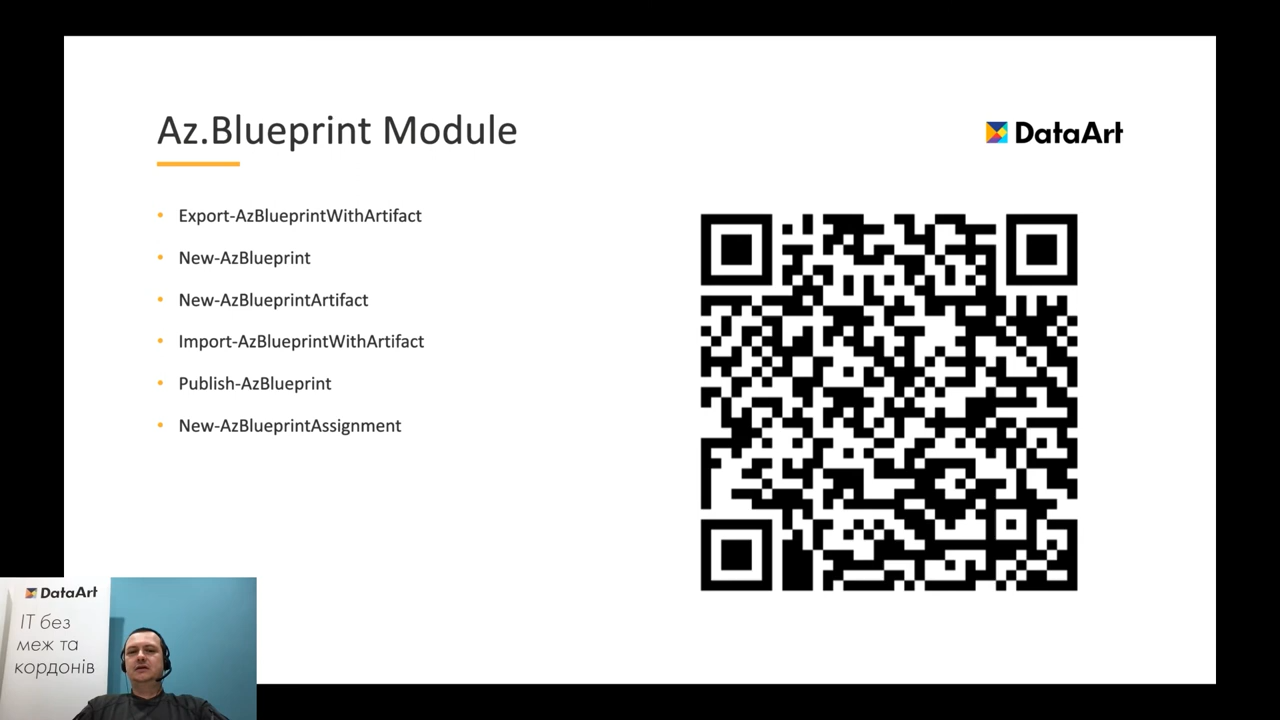 Az.Blueprint Module
DataArt
• Export-AzBlueprintWithArtifact
• New-AzBlueprint
• New-AzBlueprintArtifact
• Import-AzBlueprintWithArtifact
• Publish-AzBlueprint
• New-AzBlueprintAssignment
DataArt
ІТ без
меж та
кордонів